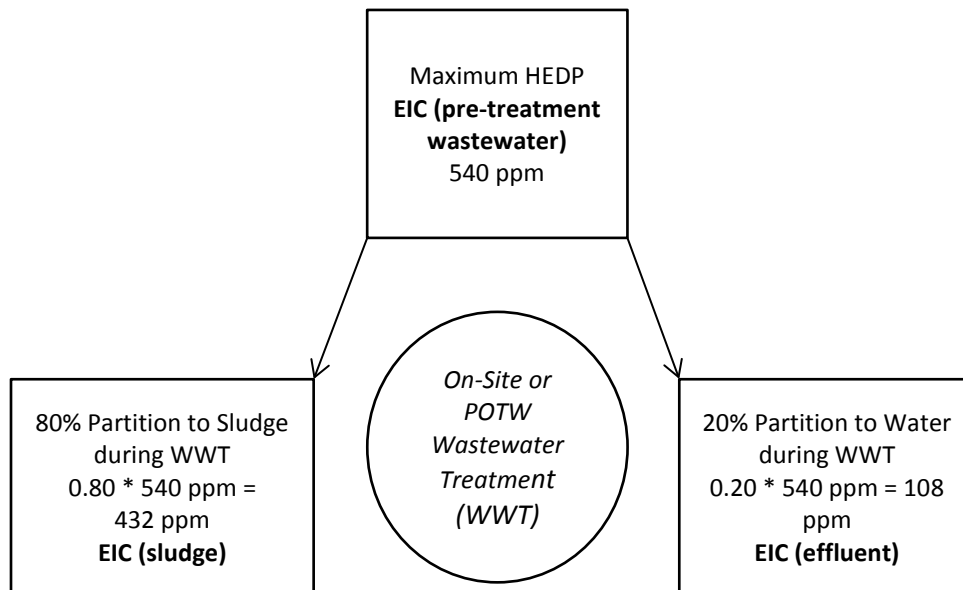 Maximum HEDP
EIC (pre-treatment
wastewater)
540 ppm
On-Site or
POTW
Wastewater
Treatment
(WWT)
80% Partition to Sludge
during WWT
0.80 * 540 ppm =
432 ppm
EIC (sludge)
20% Partition to Water
during WWT
0.20 * 540 ppm = 108
ppm
EIC (effluent)